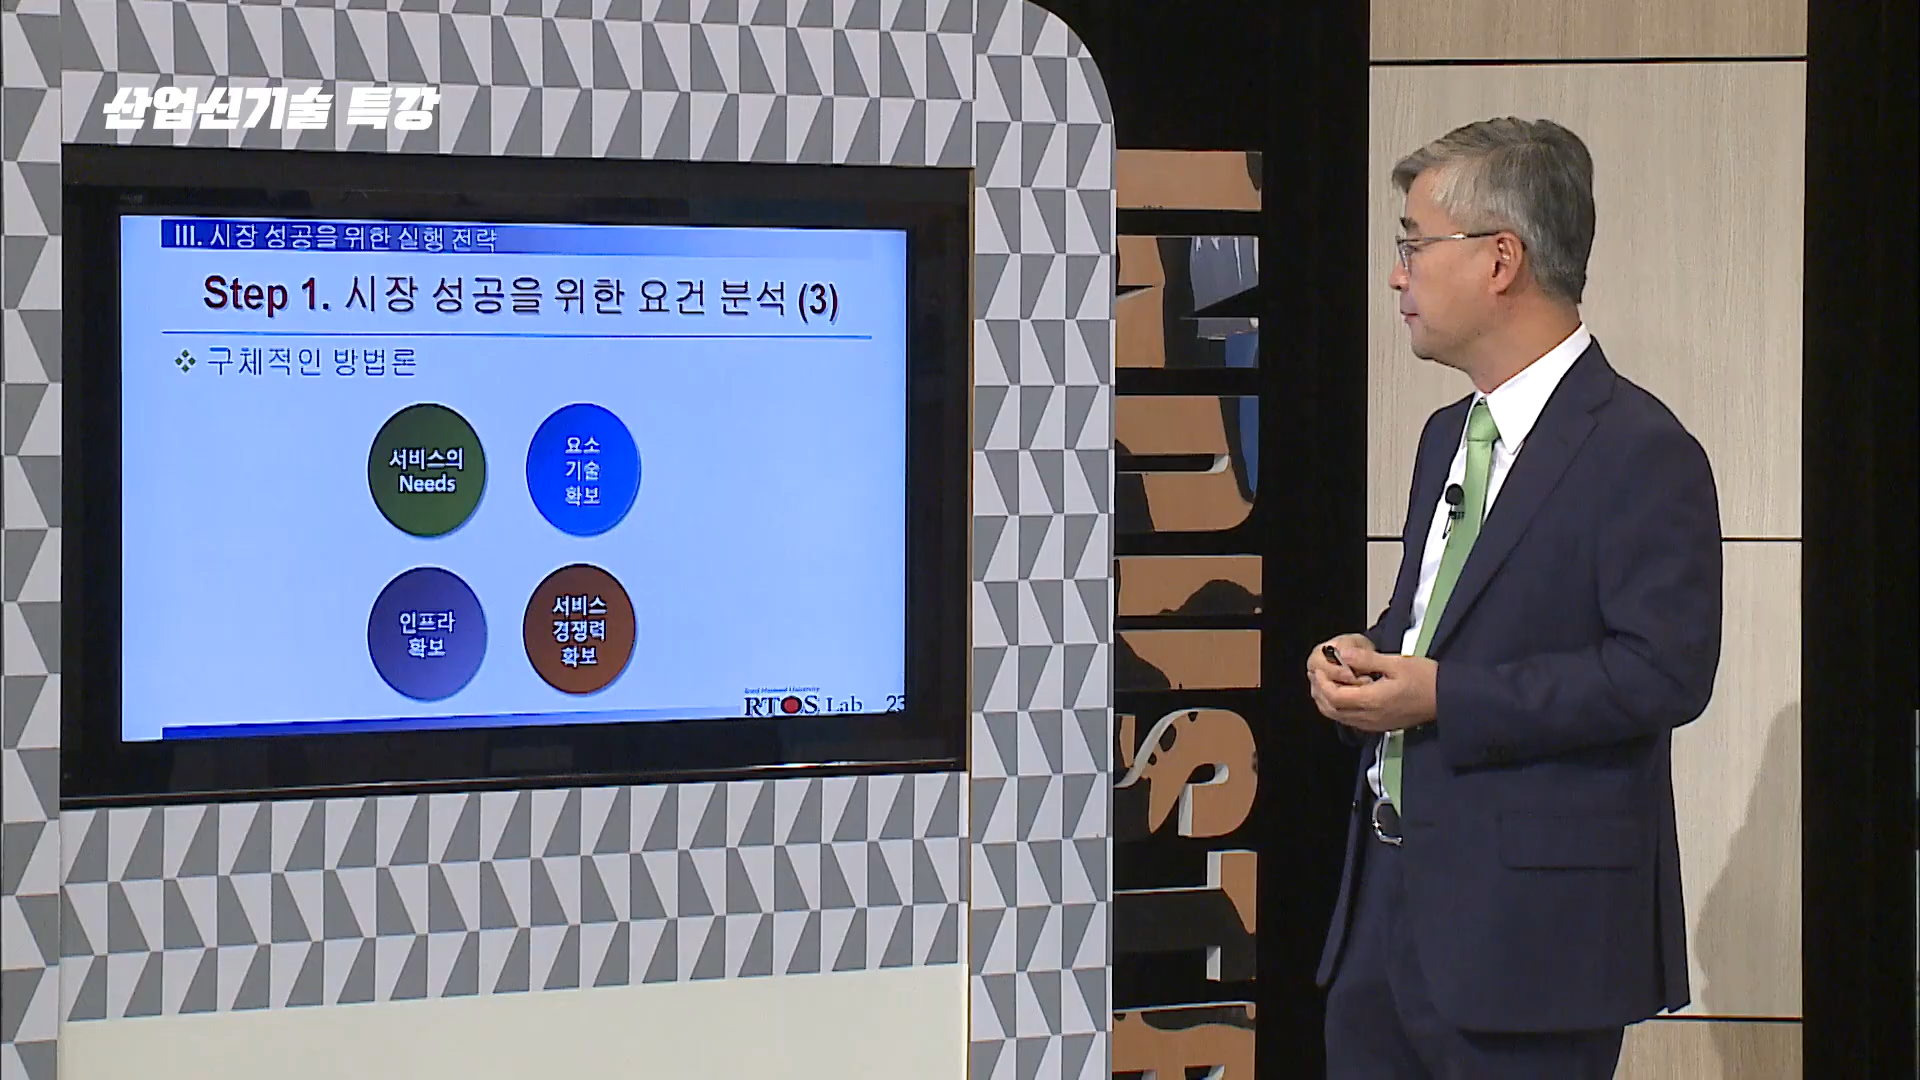 산업신기술 특강
III. 시장 성공을 위한 실행 전략
Step 1. 시장 성공을 위한 요건 분석 (3)
구체적인 방법론
서비스의
Needs
요소
기술
확보
인프라
확보
서비스
경쟁력
확보
RTOS Lab
23